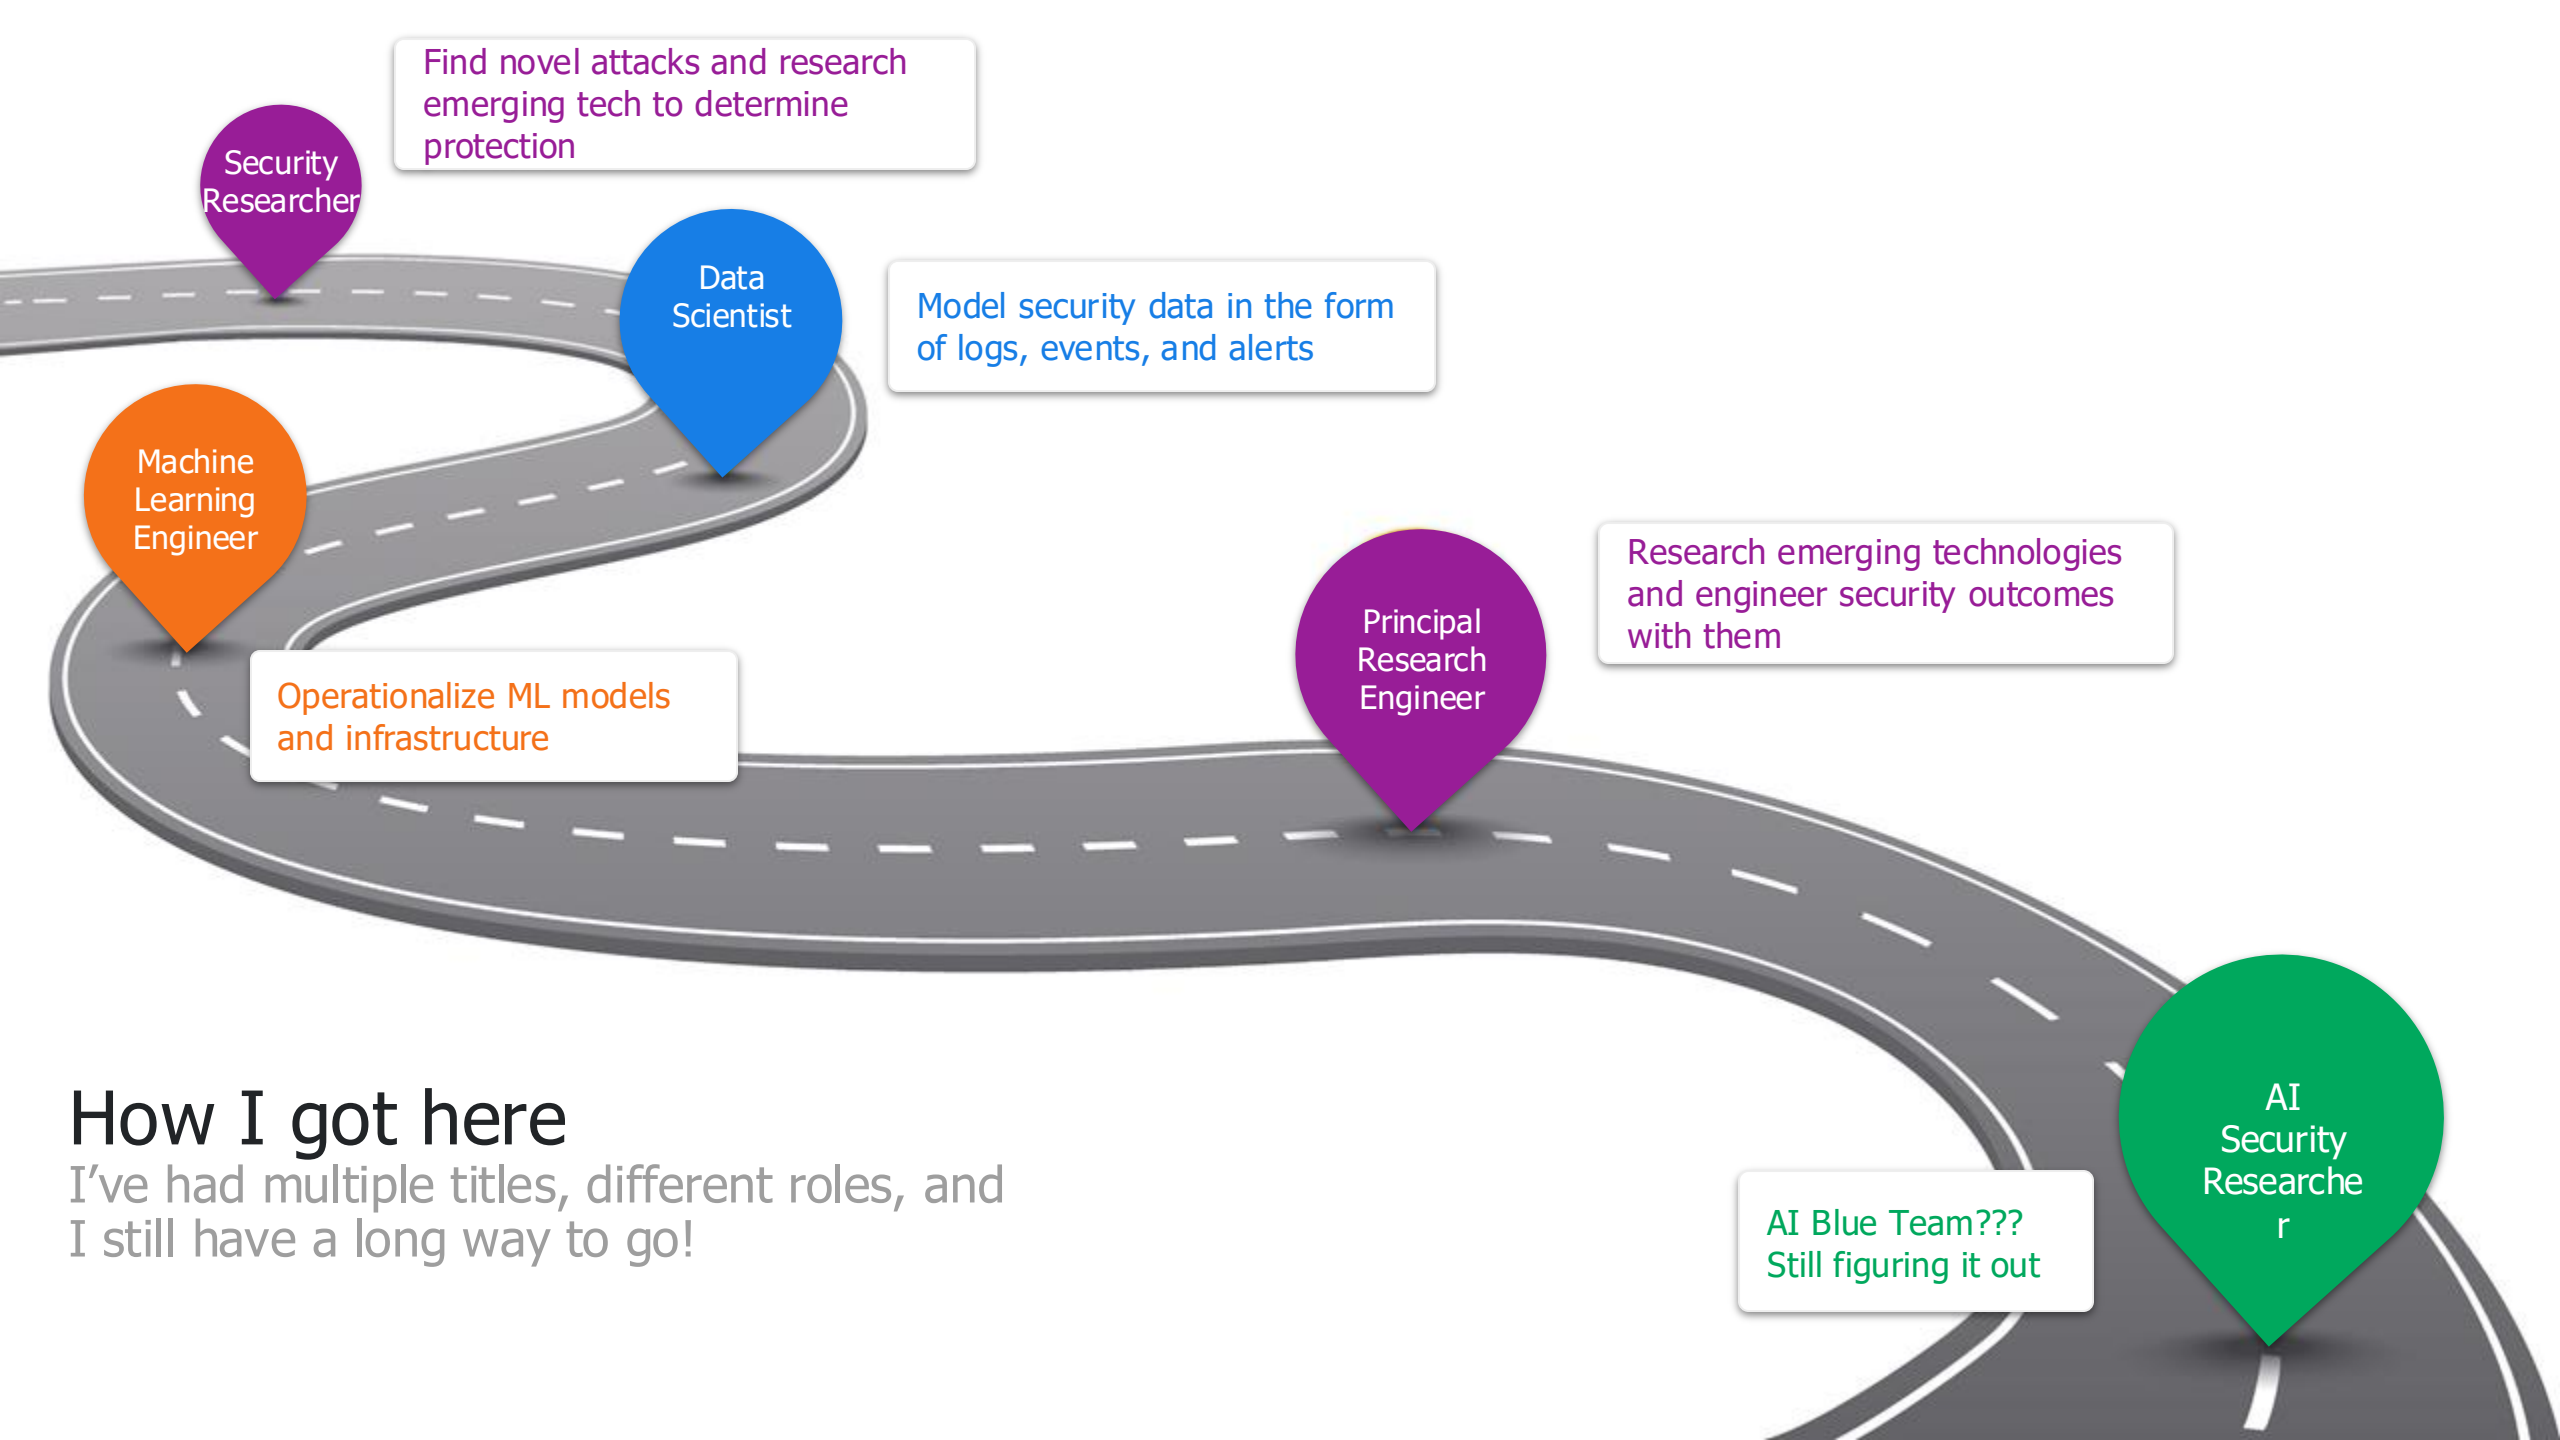 Find novel attacks and research
emerging tech to determine
protection
Security
Researcher
Data
Scientist
Model security data in the form
of logs, events, and alerts
Machine
Learning
Engineer
Operationalize ML models
and infrastructure
Principal
Research
Engineer
Research emerging technologies
and engineer security outcomes
with them
How I got here
I’ve had multiple titles, different roles, and
I still have a long way to go!
AI
Security
Researche
r
AI Blue Team???
Still figuring it out